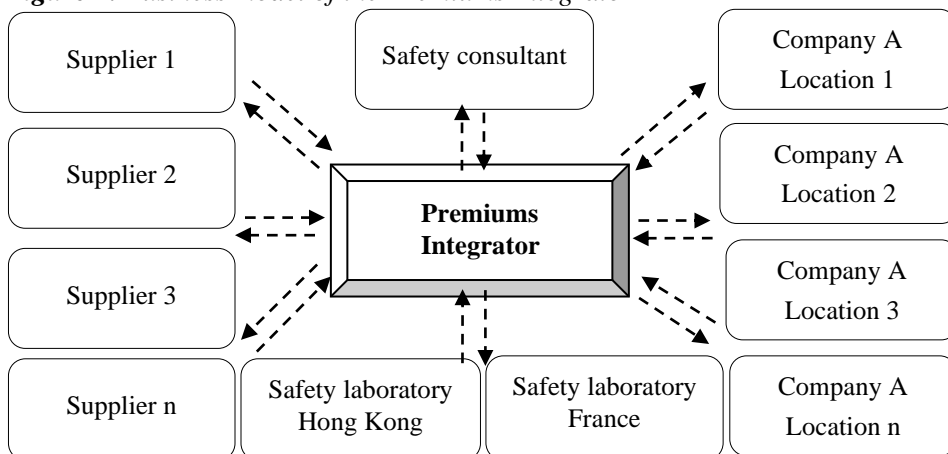 Supplier 1
Safety consultant
Company A
Location 1
Supplier 2
Company A
Location 2
Premiums
Integrator
Supplier 3
Company A
Location 3
Supplier n
Safety laboratory
Hong Kong
Safety laboratory
France
Company A
Location n